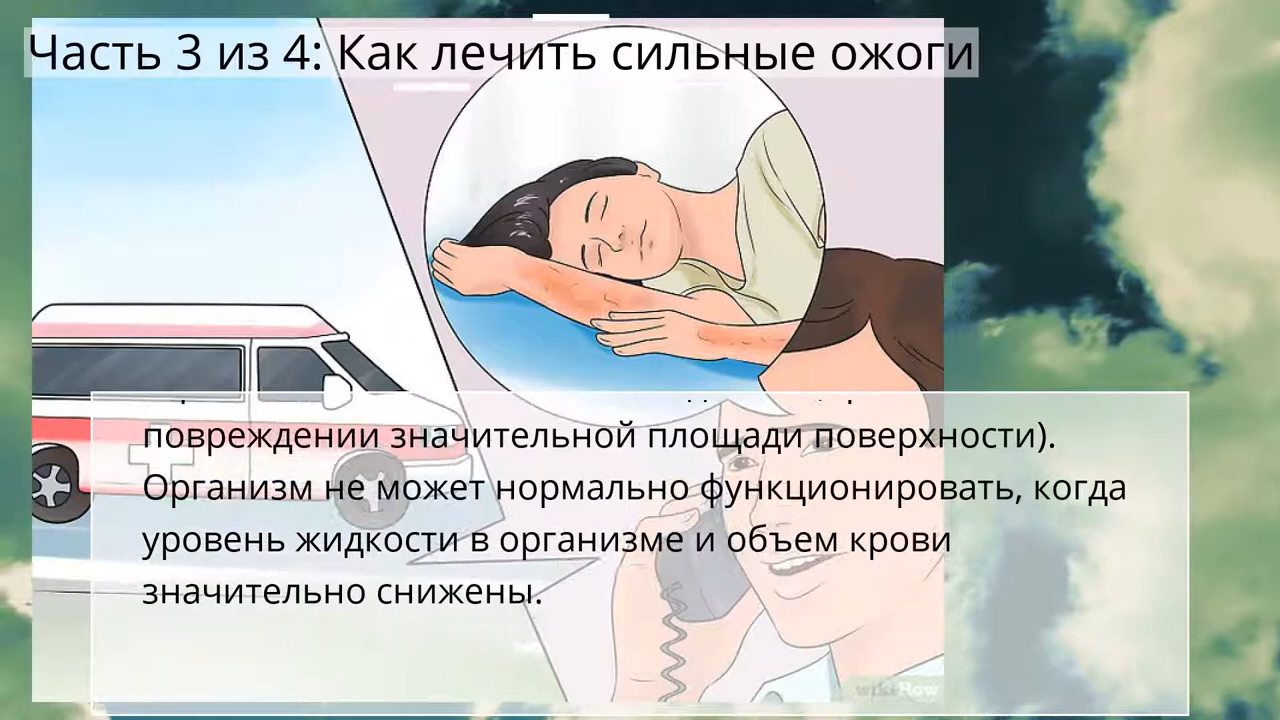 Часть 3 из 4: Как лечить сильные ожоги
повреждении значительной площади поверхности).
Организм не может нормально функционировать, когда
уровень жидкости в организме и объем крови
значительно снижены.
wikiHow